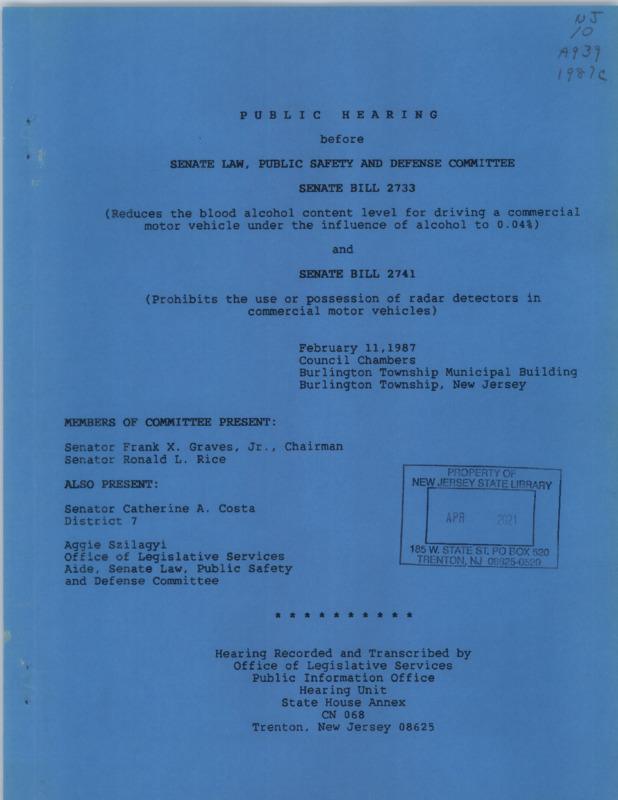 NJ
10
A939
1987c
PUBLIC HEARING
before
SENATE LAW, PUBLIC SAFETY AND DEFENSE COMMITTEE
SENATE BILL 2733
(Reduces the blood alcohol content level for driving a commercial
motor vehicle under the influence of alcohol to 0.04%)
and
SENATE BILL 2741
(Prohibits the use or possession of radar detectors in
commercial motor vehicles)
February 11,1987
Council Chambers
Burlington Township Municipal Building
Burlington Township, New Jersey
MEMBERS OF COMMITTEE PRESENT:
Senator Frank X. Graves, Jr., Chairman
Senator Ronald L. Rice
ALSO PRESENT:
Senator Catherine A. Costa
District 7
Aggie Szilagyi
Office of Legislative Services
Aide, Senate Law, Public Safety
and Defense Committee
PROPERTY OF
NEW JERSEY STATE LIBRARY
APR 2021
185 W. STATE ST. PO BOX 520
TRENTON, NJ 08625-0520
* * * * * * * * * *
Hearing Recorded and Transcribed by
Office of Legislative Services
Public Information Office
Hearing Unit
State House Annex
CN 068
Trenton, New Jersey 08625